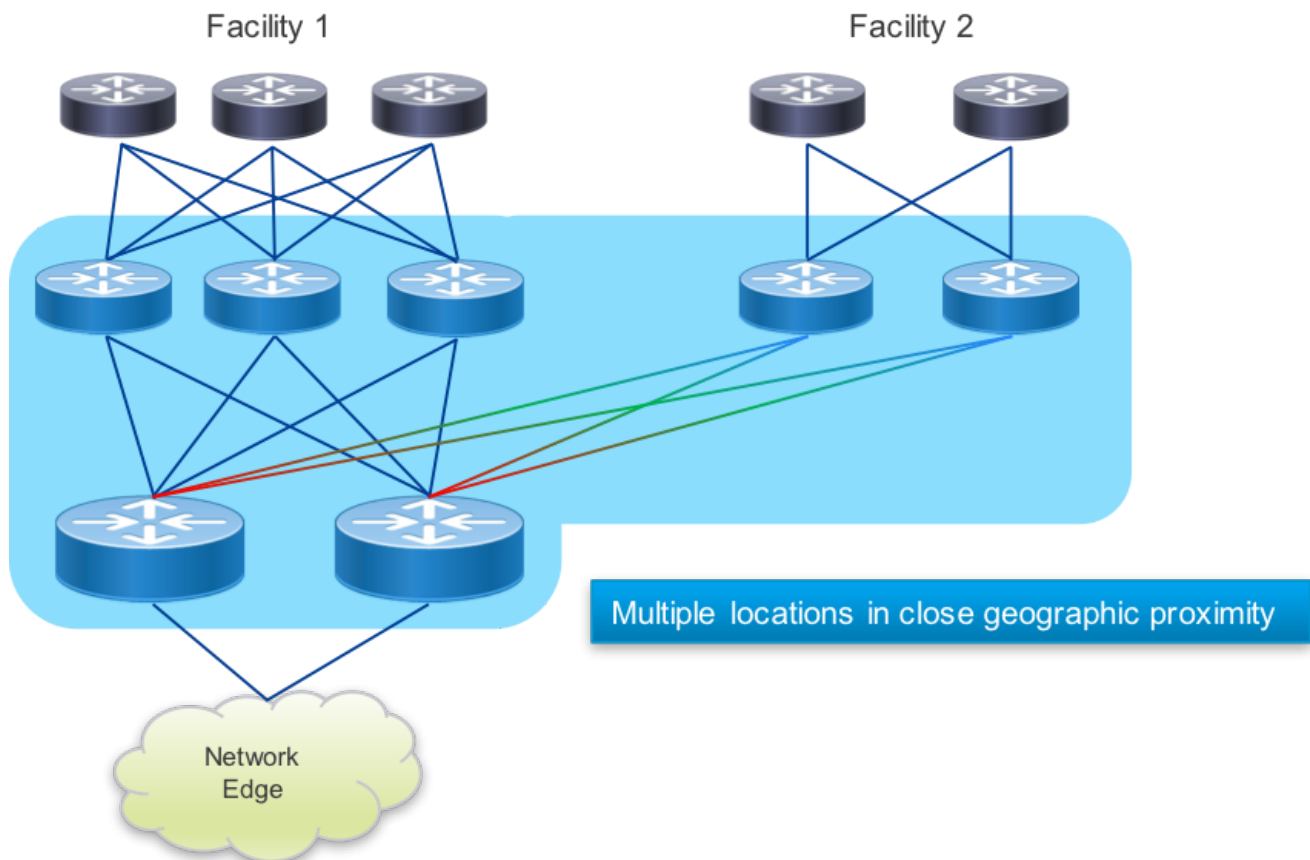 Facility 1
Facility 2
Multiple locations in close geographic proximity
Network
Edge